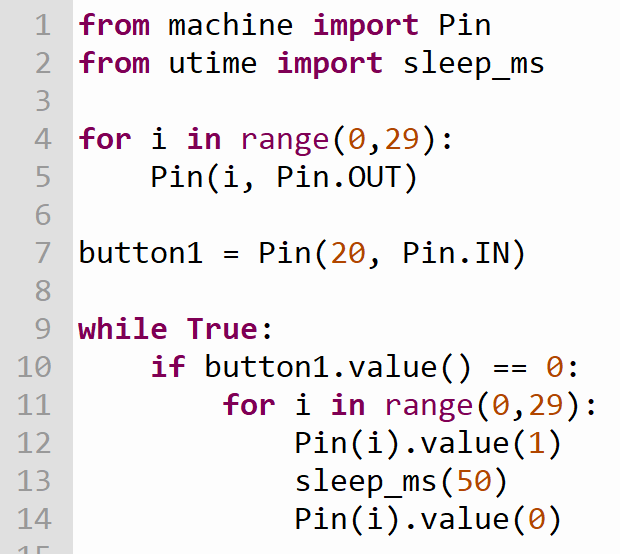 1 from machine import Pin
2 from utime import sleep_ms
3
4 for i in range(0,29):
5     Pin(i, Pin.OUT)
6
7 button1 = Pin(20, Pin.IN)
8
9 while True:
10     if button1.value() == 0:
11         for i in range(0,29):
12             Pin(i).value(1)
13             sleep_ms(50)
14             Pin(i).value(0)
15